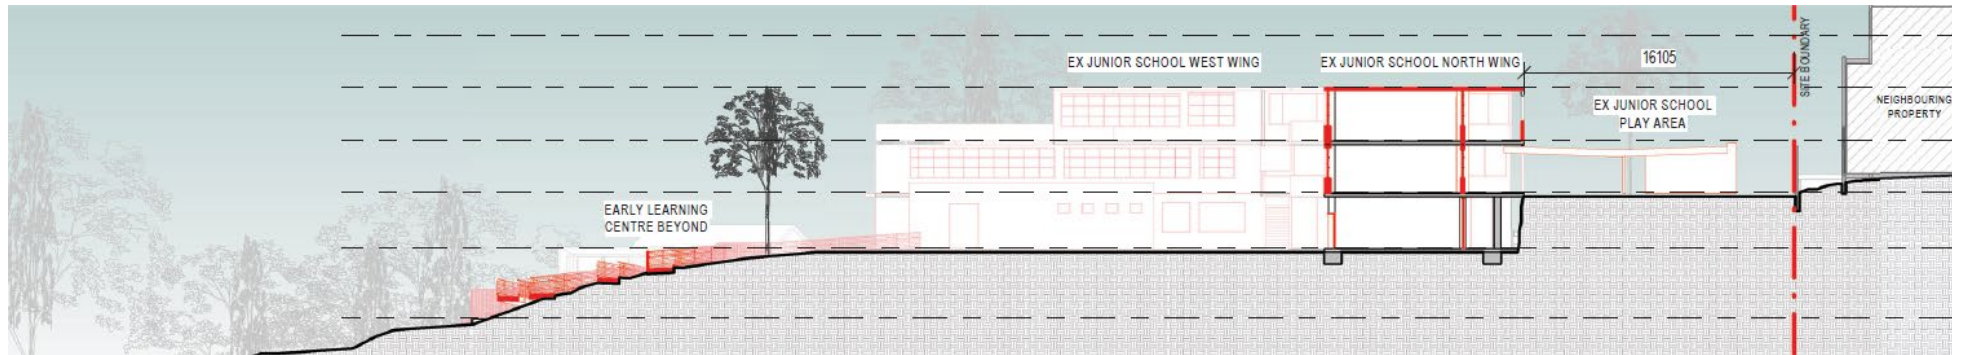 EX JUNIOR SCHOOL WEST WING
EX JUNIOR SCHOOL NORTH WING
16105
SITE BOUNDARY
EX JUNIOR SCHOOL
PLAY AREA
NEIGHBOURING
PROPERTY
EARLY LEARNING
CENTRE BEYOND